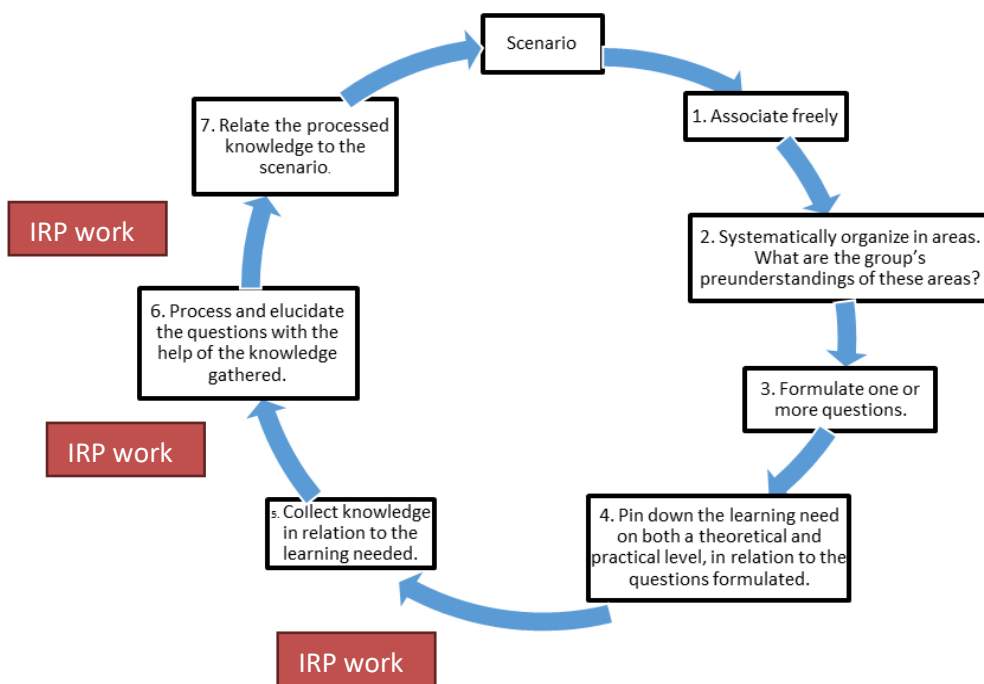 Scenario
1. Associate freely
2. Systematically organize in areas.
What are the group's
preunderstandings of these areas?
3. Formulate one or
more questions.
4. Pin down the learning need
on both a theoretical and
practical level, in relation to the
questions formulated.
IRP work
5. Collect knowledge
in relation to the
learning needed.
IRP work
6. Process and elucidate
the questions with the
help of the knowledge
gathered.
IRP work
7. Relate the processed
knowledge to the
scenario.